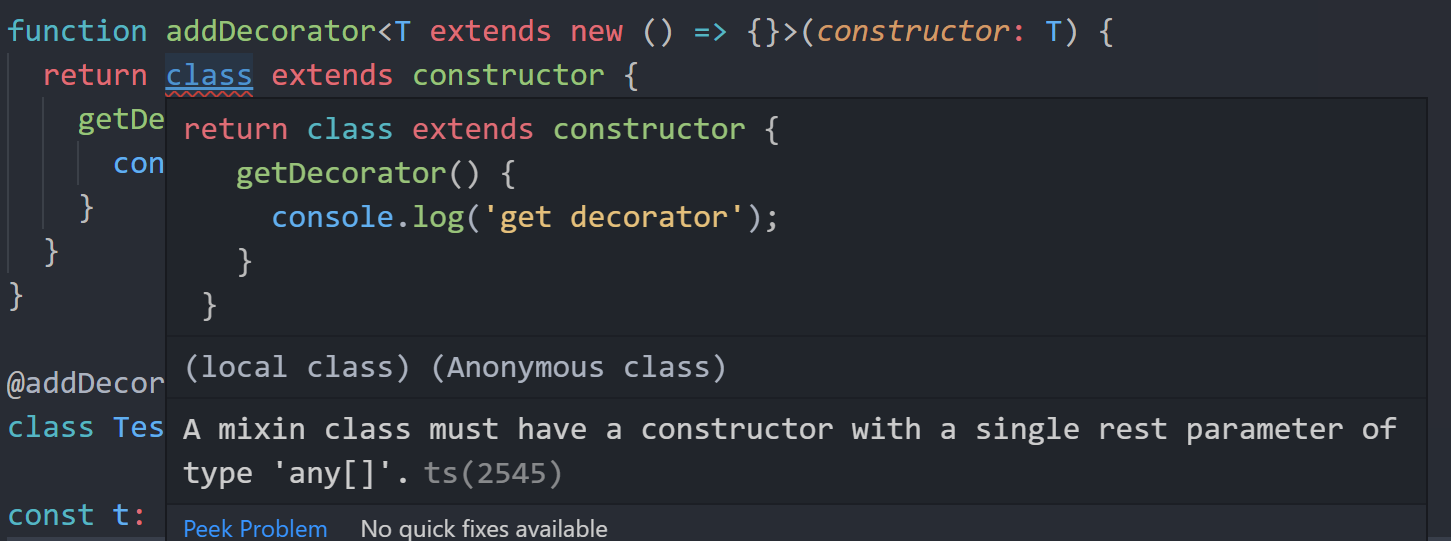 function addDecorator<T extends new () => {}>(constructor: T) {
return class extends constructor {
getDe
con
}
}
}
return class extends constructor {
getDecorator() {
console.log('get decorator');
}
}
(local class) (Anonymous class)
@addDecor
class Tes
A mixin class must have a constructor with a single rest parameter of
type 'any[]'. ts(2545)
const t:
Peek Problem No quick fixes available